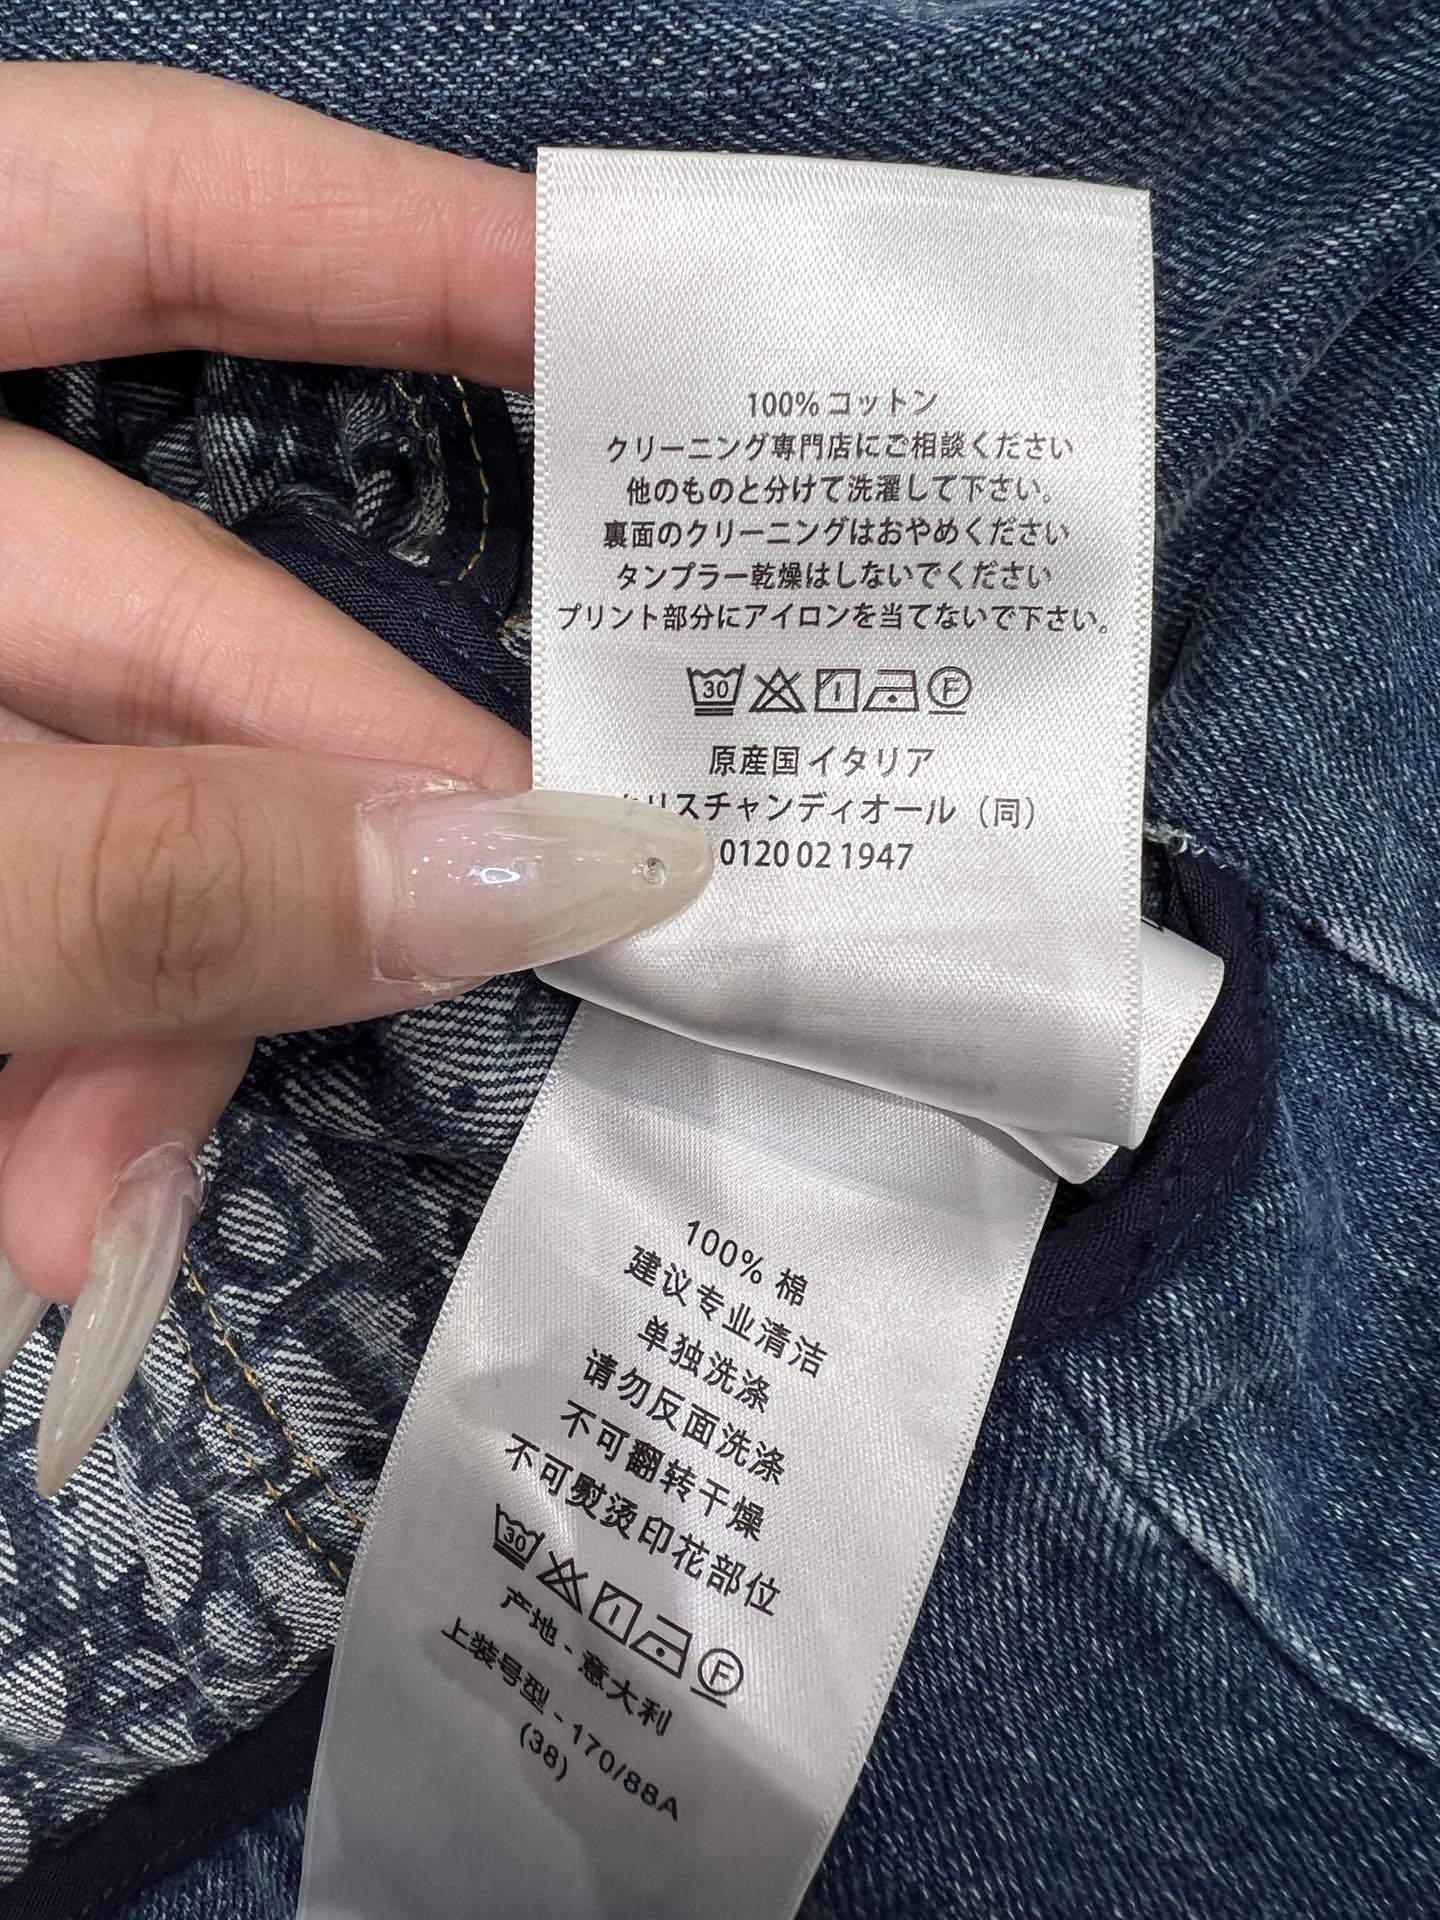 100% コットン
クリーニング専門店にご相談ください
他のものと分けて洗濯して下さい。
裏面のクリーニングはおやめください
タンブラー乾燥はしないでください
プリント部分にアイロンを当てないで下さい。
30
F
原産国 イタリア
リスチャンディオール（同）
0120 02 1947
100% 棉
建议专业清洁
单独洗涤
请勿反面洗涤
不可翻转干燥
不可熨烫印花部位
30
F
产地 - 意大利
上装号型 - 170/88A
(38)